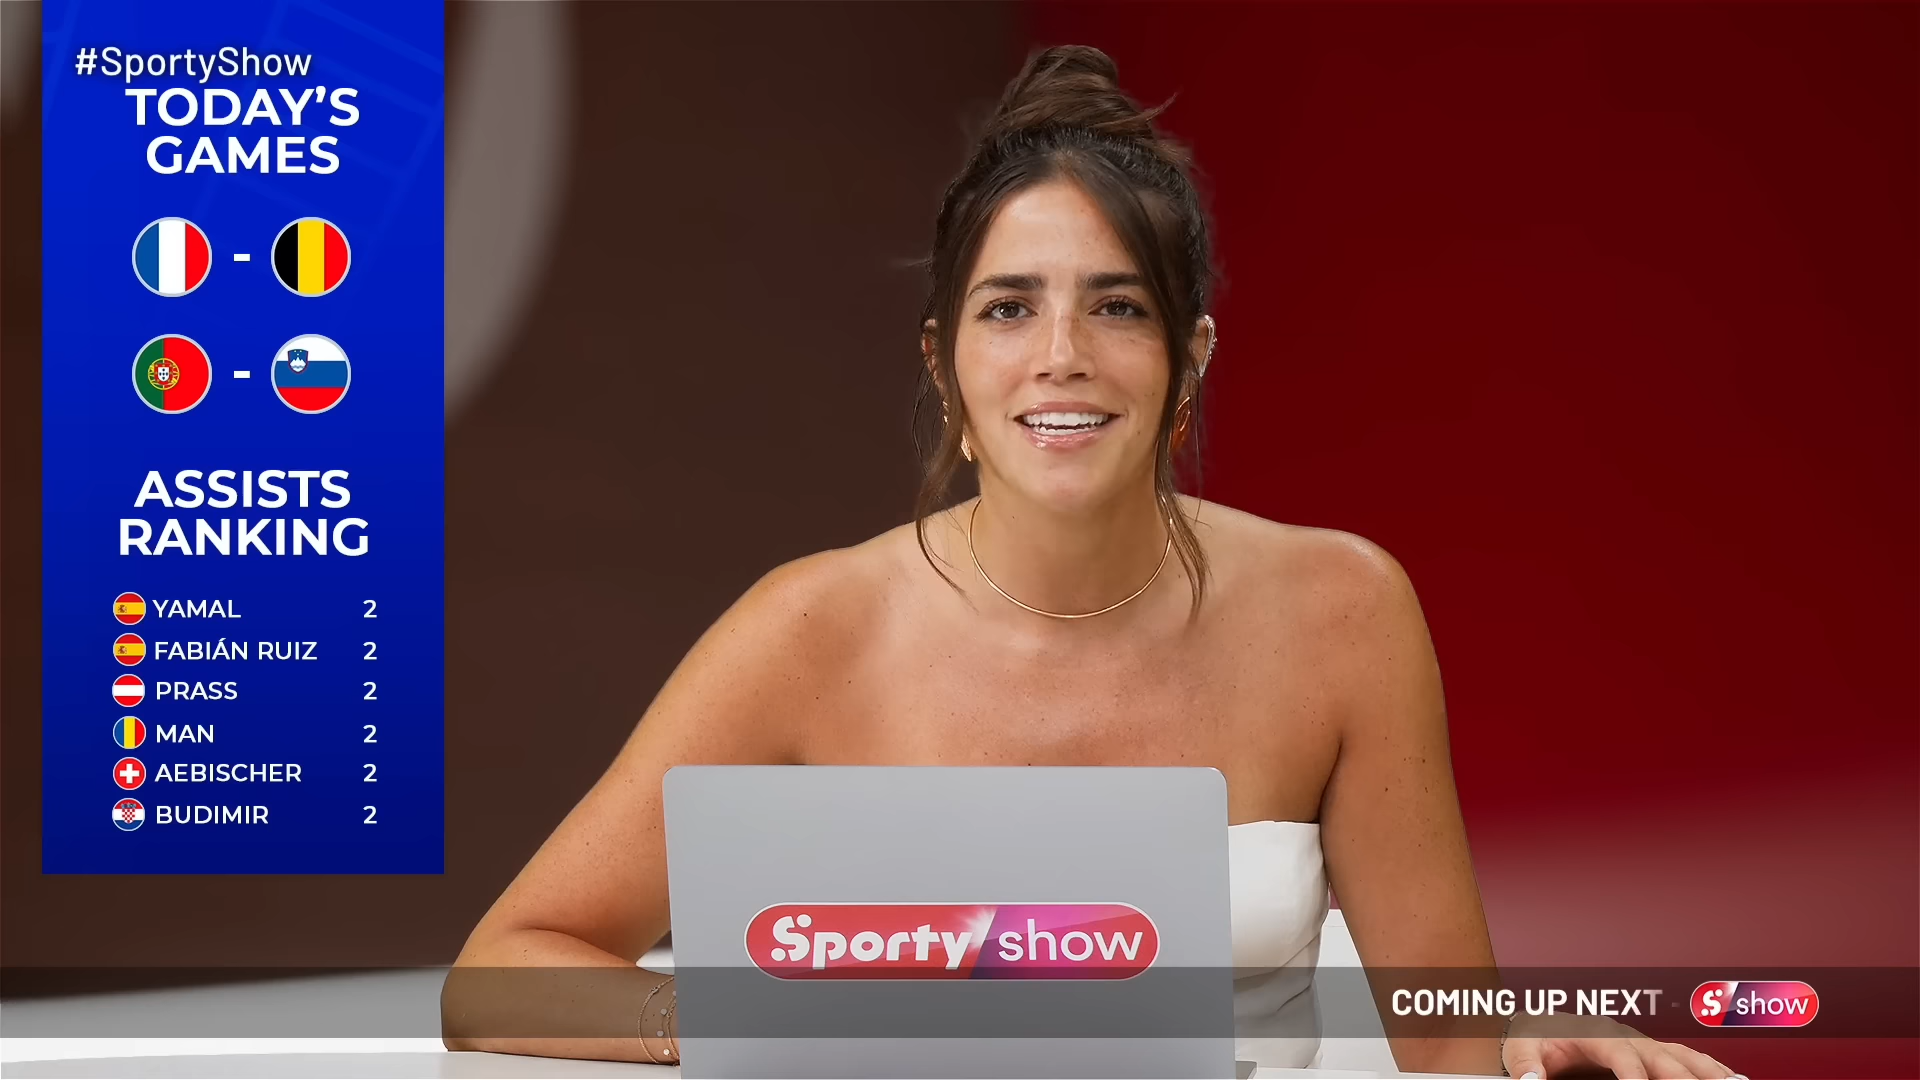 #SportyShow
TODAY'S
GAMES
-
-
ASSISTS
RANKING
YAMAL 2
FABIÁN RUIZ 2
PRASS 2
MAN 2
AEBISCHER 2
BUDIMIR 2
Sporty show
COMING UP NEXT - S show